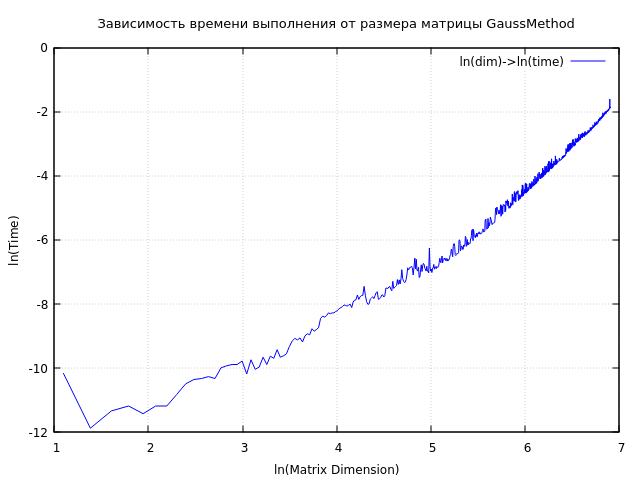 Зависимость времени выполнения от размера матрицы GaussMethod
ln(dim)->ln(time)
0
-2
-4
-6
-8
-10
-12
ln(Time)
1 2 3 4 5 6 7
ln(Matrix Dimension)